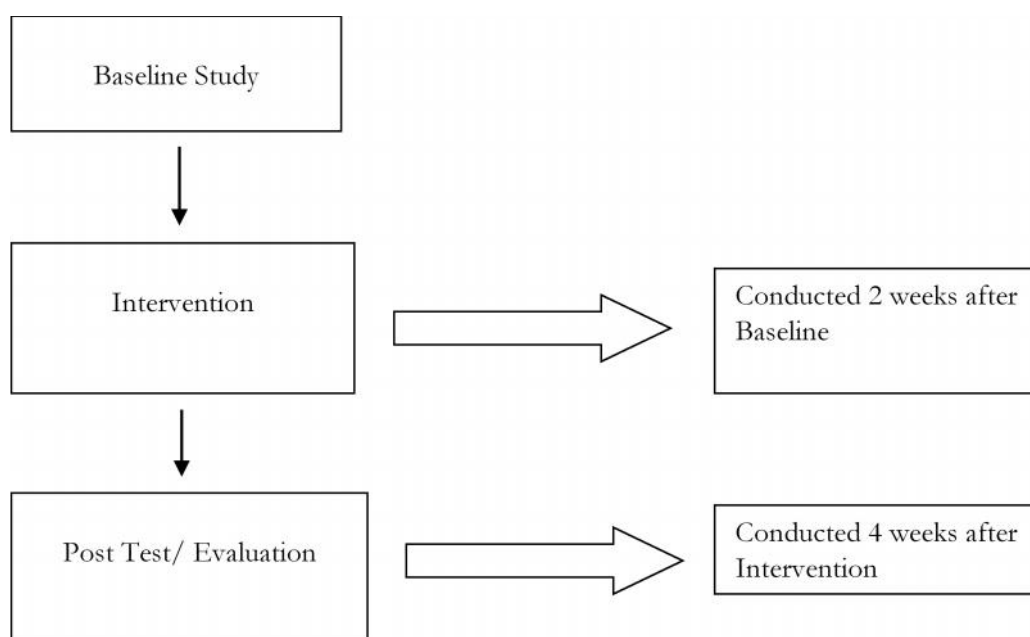 Baseline Study
Intervention
Conducted 2 weeks after
Baseline
Post Test/ Evaluation
Conducted 4 weeks after
Intervention